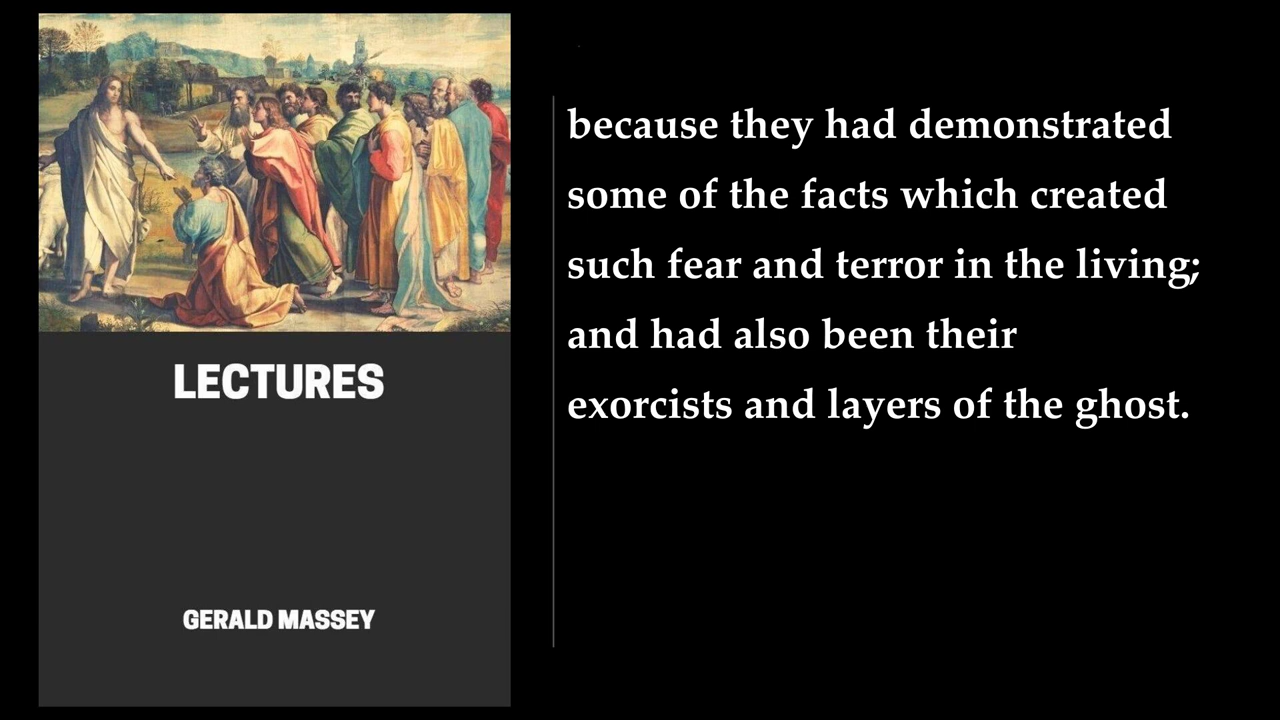 LECTURES
GERALD MASSEY
because they had demonstrated
some of the facts which created
such fear and terror in the living;
and had also been their
exorcists and layers of the ghost.